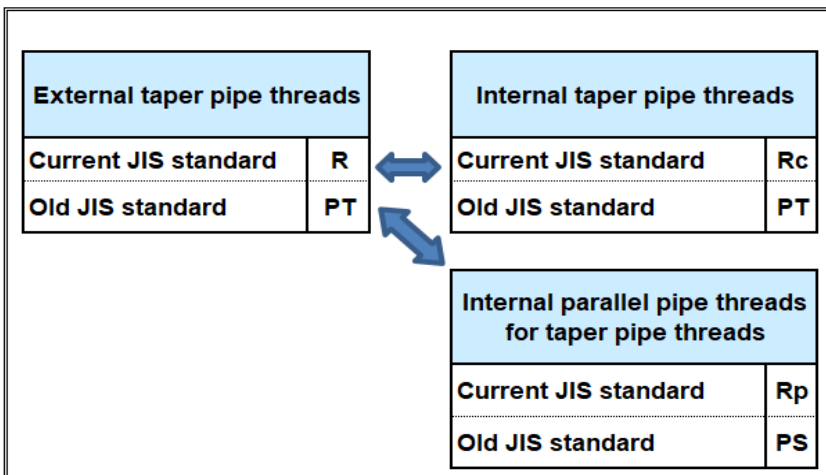 External taper pipe threads
Current JIS standard R
Old JIS standard PT
Internal taper pipe threads
Current JIS standard Rc
Old JIS standard PT
Internal parallel pipe threads
for taper pipe threads
Current JIS standard Rp
Old JIS standard PS